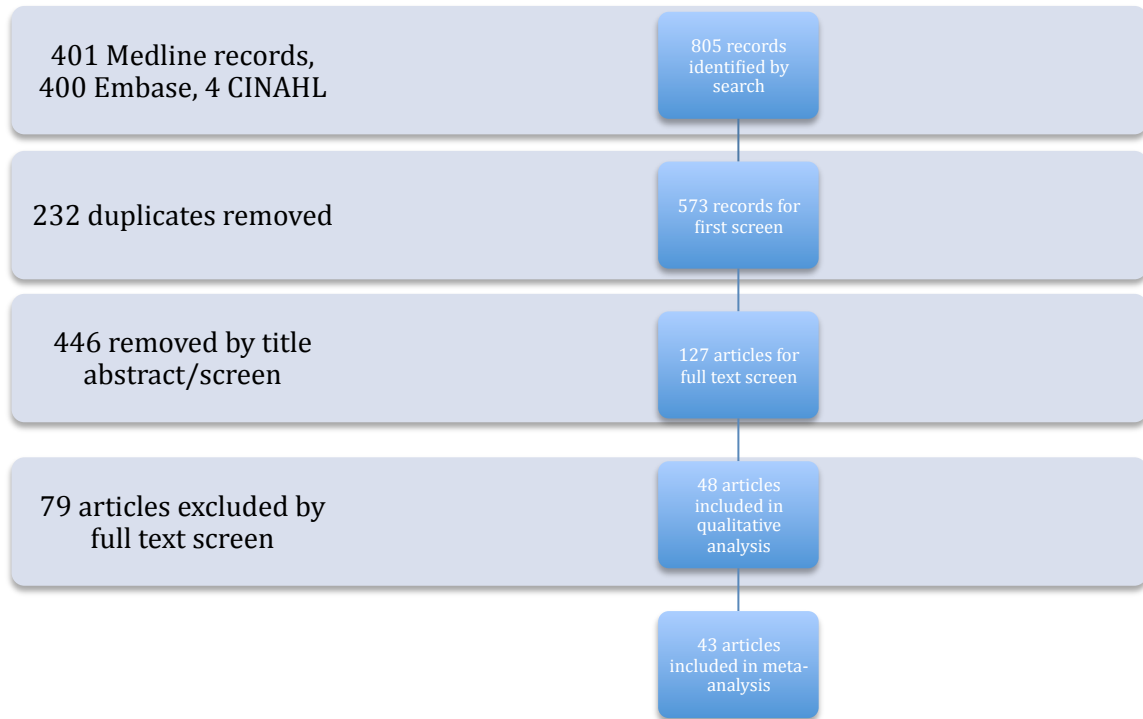 401 Medline records,
400 Embase, 4 CINAHL
805 records
identified by
search
232 duplicates removed
573 records for
first screen
446 removed by title
abstract/screen
127 articles for
full text screen
79 articles excluded by
full text screen
48 articles
included in
qualitative
analysis
43 articles
included in meta-
analysis